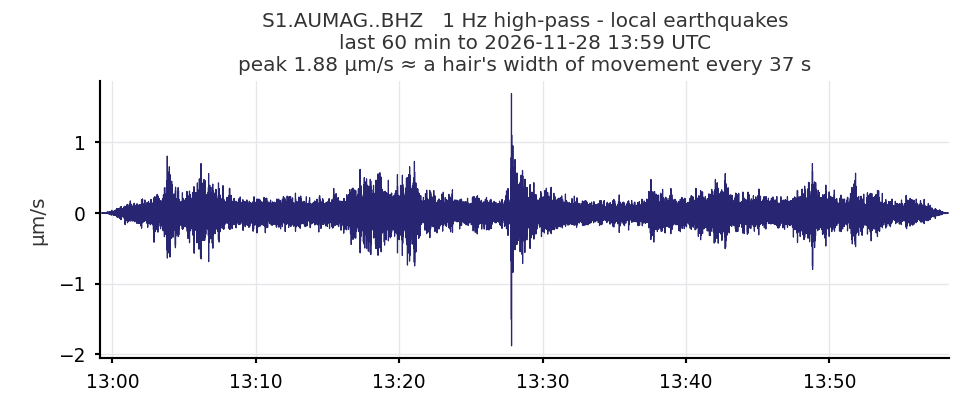 S1.AUMAG..BHZ   1 Hz high-pass - local earthquakes
last 60 min to 2026-11-28 13:59 UTC
peak 1.88 µm/s ≈ a hair's width of movement every 37 s
µm/s
1
0
−1
−2
13:00
13:10
13:20
13:30
13:40
13:50